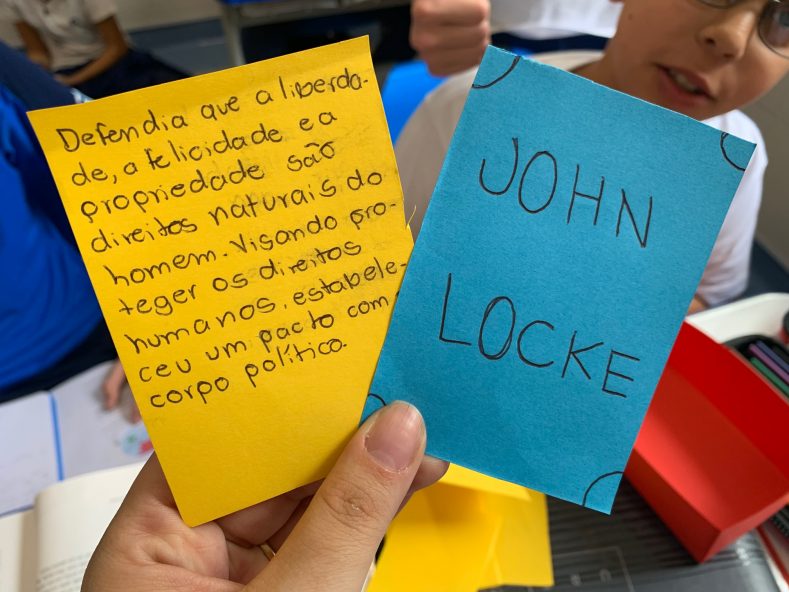 Defendia que a liberda-
de, a felicidade e a
propriedade são
direitos naturais do
homem. Visando pro-
teger os direitos
humanos, estabele-
ceu um pacto com
corpo político.
JOHN
LOCKE